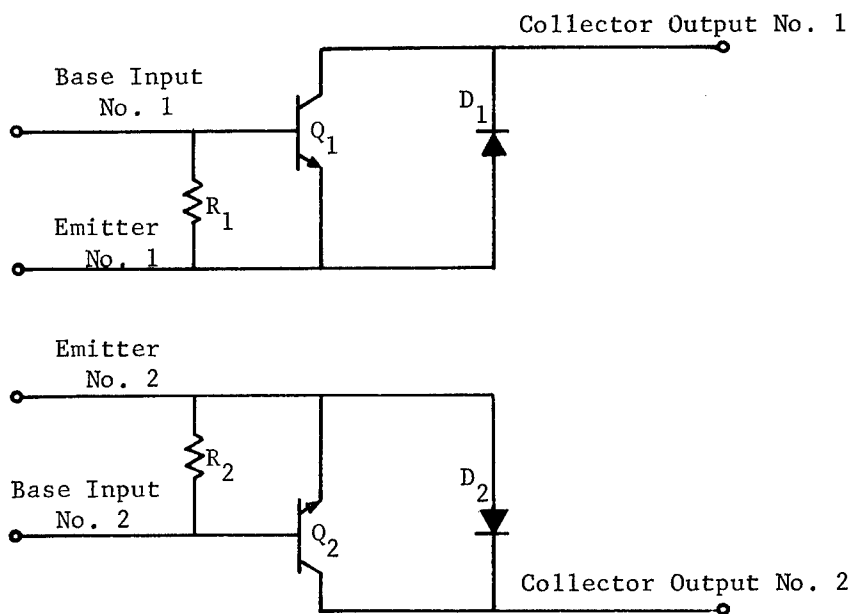 Collector Output No. 1
Base Input
No. 1
D1
Q1
R1
Emitter
No. 1
Emitter
No. 2
R2
D2
Base Input
No. 2
Q2
Collector Output No. 2